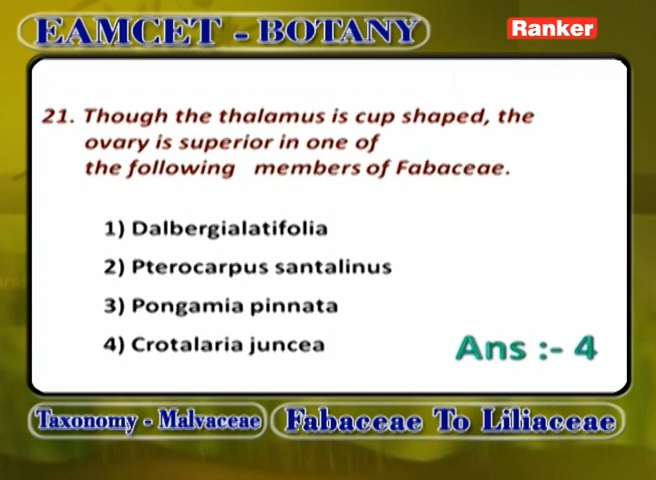 EAMCET - BOTANY
Ranker
21. Though the thalamus is cup shaped, the
ovary is superior in one of
the following members of Fabaceae.
1) Dalbergialatifolia
2) Pterocarpus santalinus
3) Pongamia pinnata
4) Crotalaria juncea
Ans :- 4
Taxonomy - Malvaceae
Fabaceae To Liliaceae